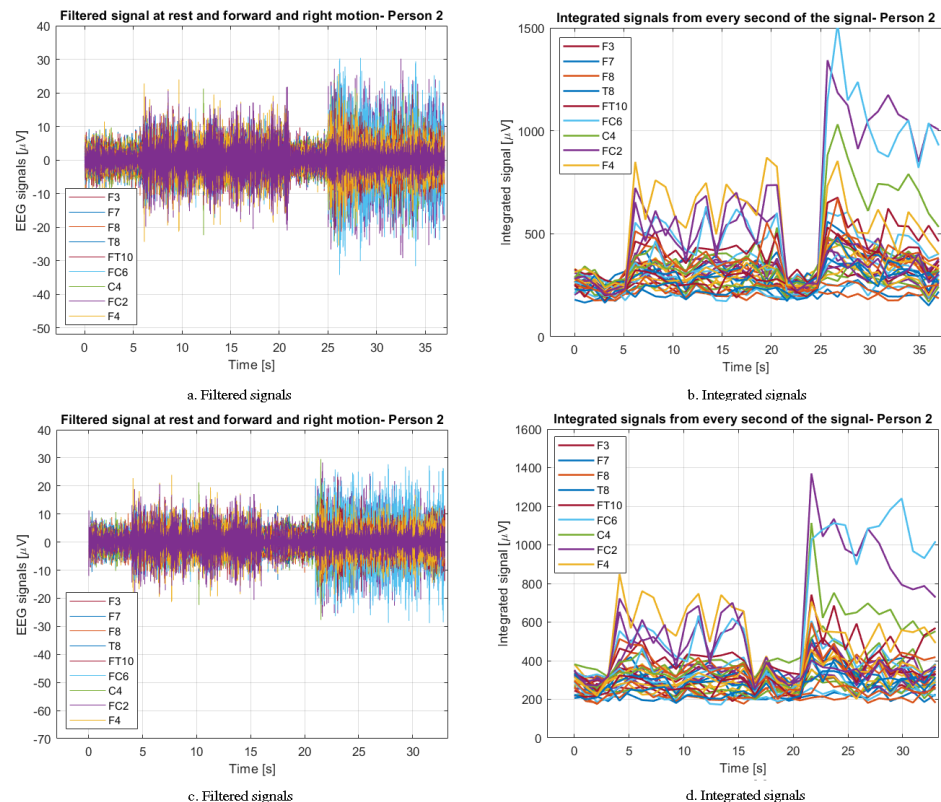 Filtered signal at rest and forward and right motion- Person 2
EEG signals [μV]
40
30
20
10
0
-10
-20
-30
-40
-50
F3
F7
F8
T8
FT10
FC6
C4
FC2
F4
0 5 10 15 20 25 30 35
Time [s]
a. Filtered signals
Integrated signals from every second of the signal- Person 2
Integrated signal [μV]
1500
1000
500
0
F3
F7
F8
T8
FT10
FC6
C4
FC2
F4
0 5 10 15 20 25 30 35
Time [s]
b. Integrated signals
Filtered signal at rest and forward and right motion- Person 2
EEG signals [μV]
40
30
20
10
0
-10
-20
-30
-40
-50
-60
-70
F3
F7
F8
T8
FT10
FC6
C4
FC2
F4
0 5 10 15 20 25 30
Time [s]
c. Filtered signals
Integrated signals from every second of the signal- Person 2
Integrated signal [μV]
1600
1400
1200
1000
800
600
400
200
0
F3
F7
F8
T8
FT10
FC6
C4
FC2
F4
0 5 10 15 20 25 30
Time [s]
d. Integrated signals